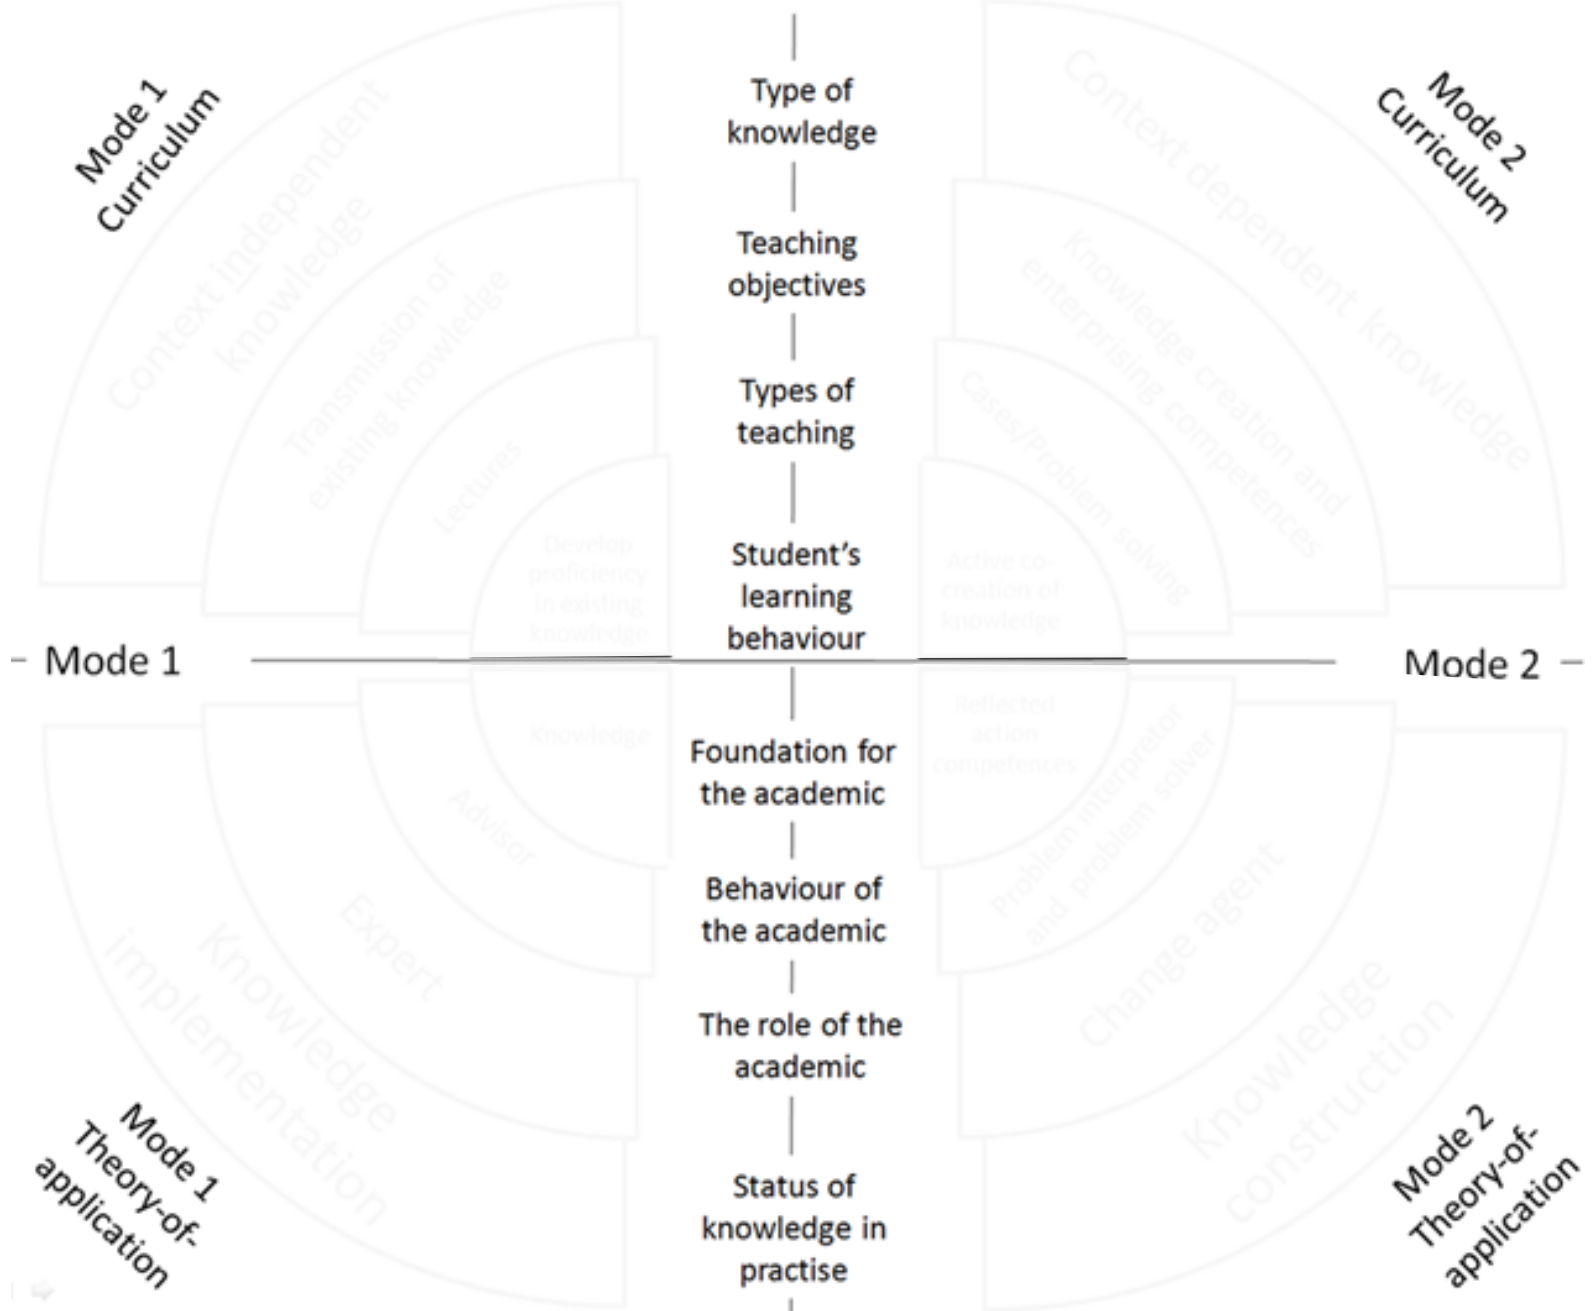 Mode 1
Curriculum
Context independent
knowledge
Transmission of
existing knowledge
Lectures
Develop
proficiency
in existing
knowledge
Type of
knowledge
Teaching
objectives
Types of
teaching
Student’s
learning
behaviour
Mode 2
Curriculum
Context dependent knowledge
Knowledge creation and
enterprising competences
Cases/Problem solving
Active co-
creation of
knowledge
Mode 1
Mode 2
Knowledge
Advisor
Expert
Knowledge
implementation
Mode 1
Theory-of-
application
Foundation for
the academic
Behaviour of
the academic
The role of the
academic
Status of
knowledge in
practise
Reflected
action
competences
Problem interpretor
and problem solver
Change agent
Knowledge
construction
Mode 2
Theory-of-
application